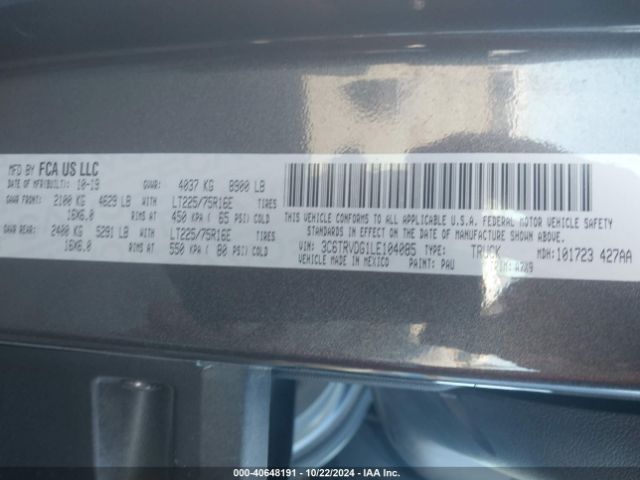 MFD BY FCA US LLC
DATE OF MFR(BUILT): 10-19 GVWR: 4037 KG 8900 LB
GAWR FRONT: 2100 KG 4629 LB WITH LT225/75R16E TIRES
16X6.0 RIMS AT 450 KPA ( 65 PSI) COLD
GAWR REAR: 2400 KG 5291 LB WITH LT225/75R16E TIRES
16X6.0 RIMS AT 550 KPA ( 80 PSI) COLD
THIS VEHICLE CONFORMS TO ALL APPLICABLE U.S.A. FEDERAL MOTOR VEHICLE SAFETY
STANDARDS IN EFFECT ON THE DATE OF MANUFACTURE SHOWN ABOVE.
VIN: 3C6TRVDG1LE104085 TYPE: TRUCK MDH:101723 427AA
VEHICLE MADE IN MEXICO PAINT: PAU
000-40648191 - 10/22/2024 - IAA Inc.